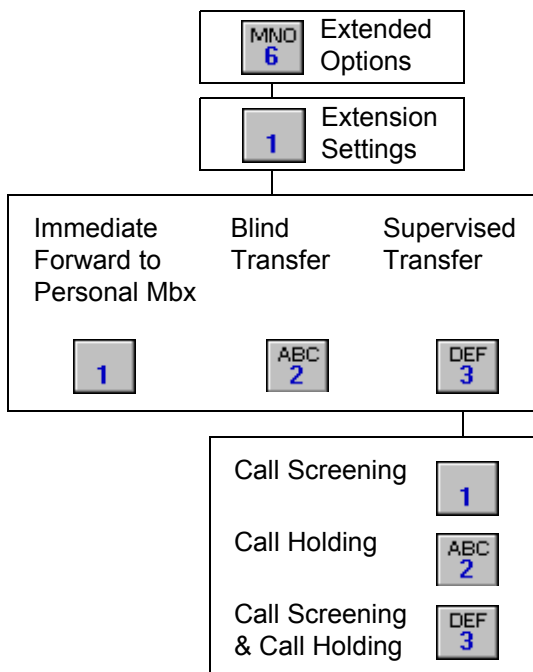 MNO
6
Extended
Options
1
Extension
Settings
Immediate
Forward to
Personal Mbx
Blind
Transfer
Supervised
Transfer
1
ABC
2
DEF
3
Call Screening
1
Call Holding
ABC
2
Call Screening
& Call Holding
DEF
3